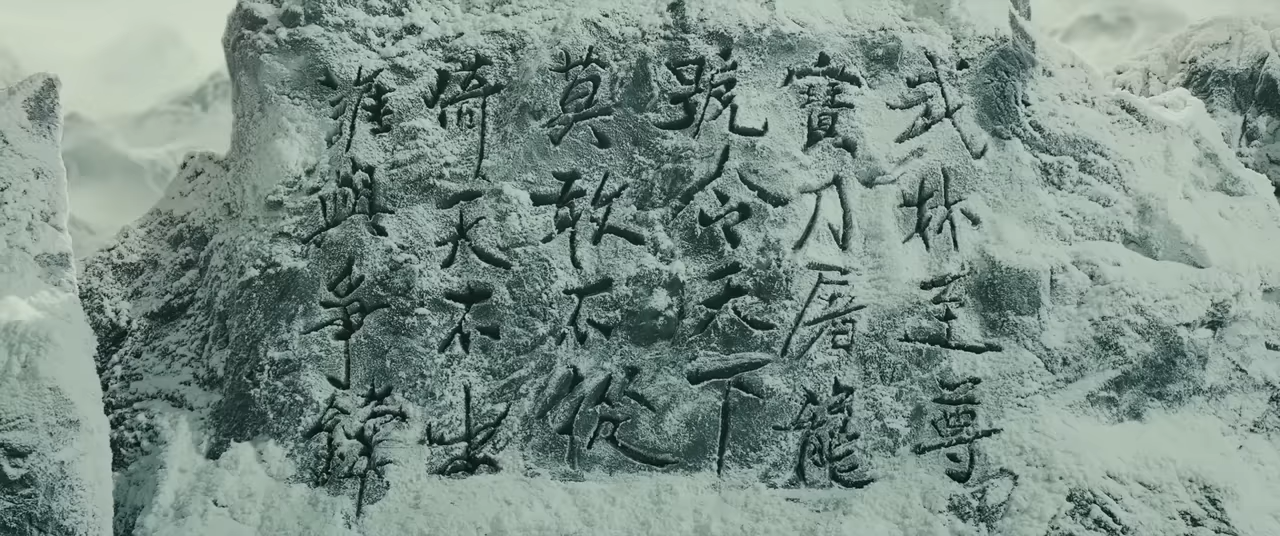 武林至尊
寶刀屠龍
號令天下
莫敢不從
倚天不出
誰與爭鋒